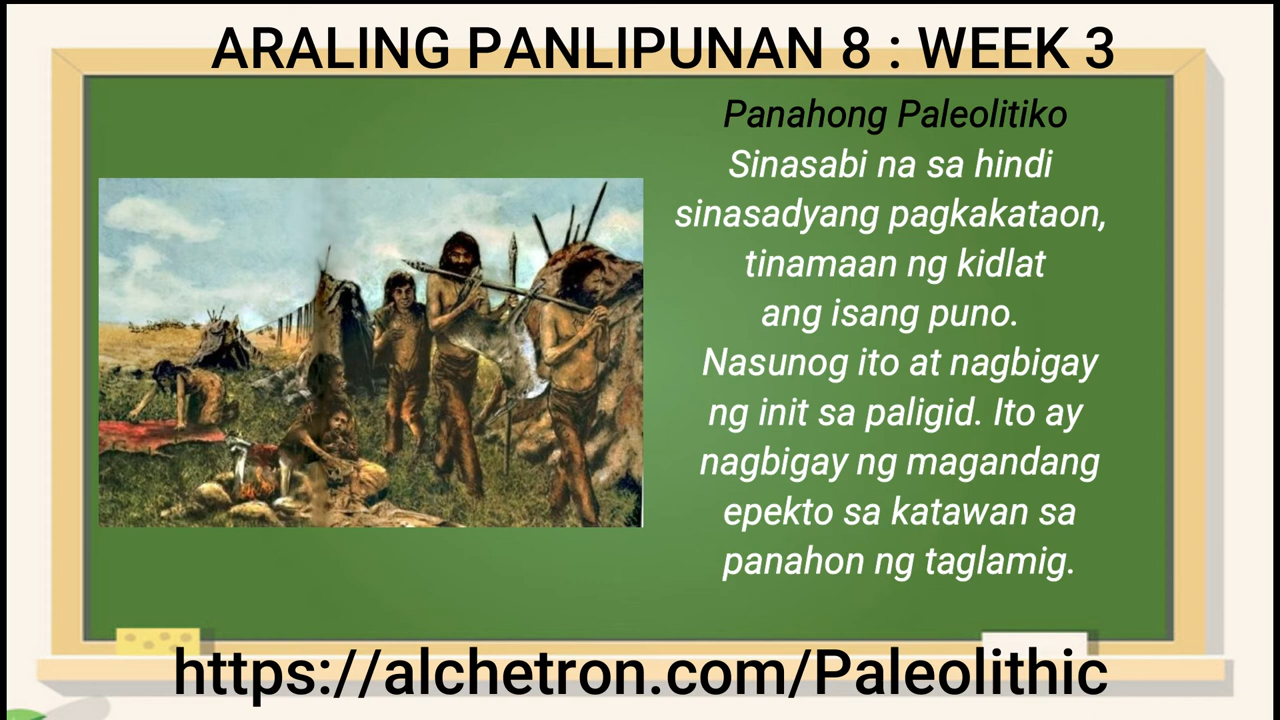 ARALING PANLIPUNAN 8 : WEEK 3
Panahong Paleolitiko
Sinasabi na sa hindi
sinasadyang pagkakataon,
tinamaan ng kidlat
ang isang puno.
Nasunog ito at nagbigay
ng init sa paligid. Ito ay
nagbigay ng magandang
epekto sa katawan sa
panahon ng taglamig.
https://alchetron.com/Paleolithic